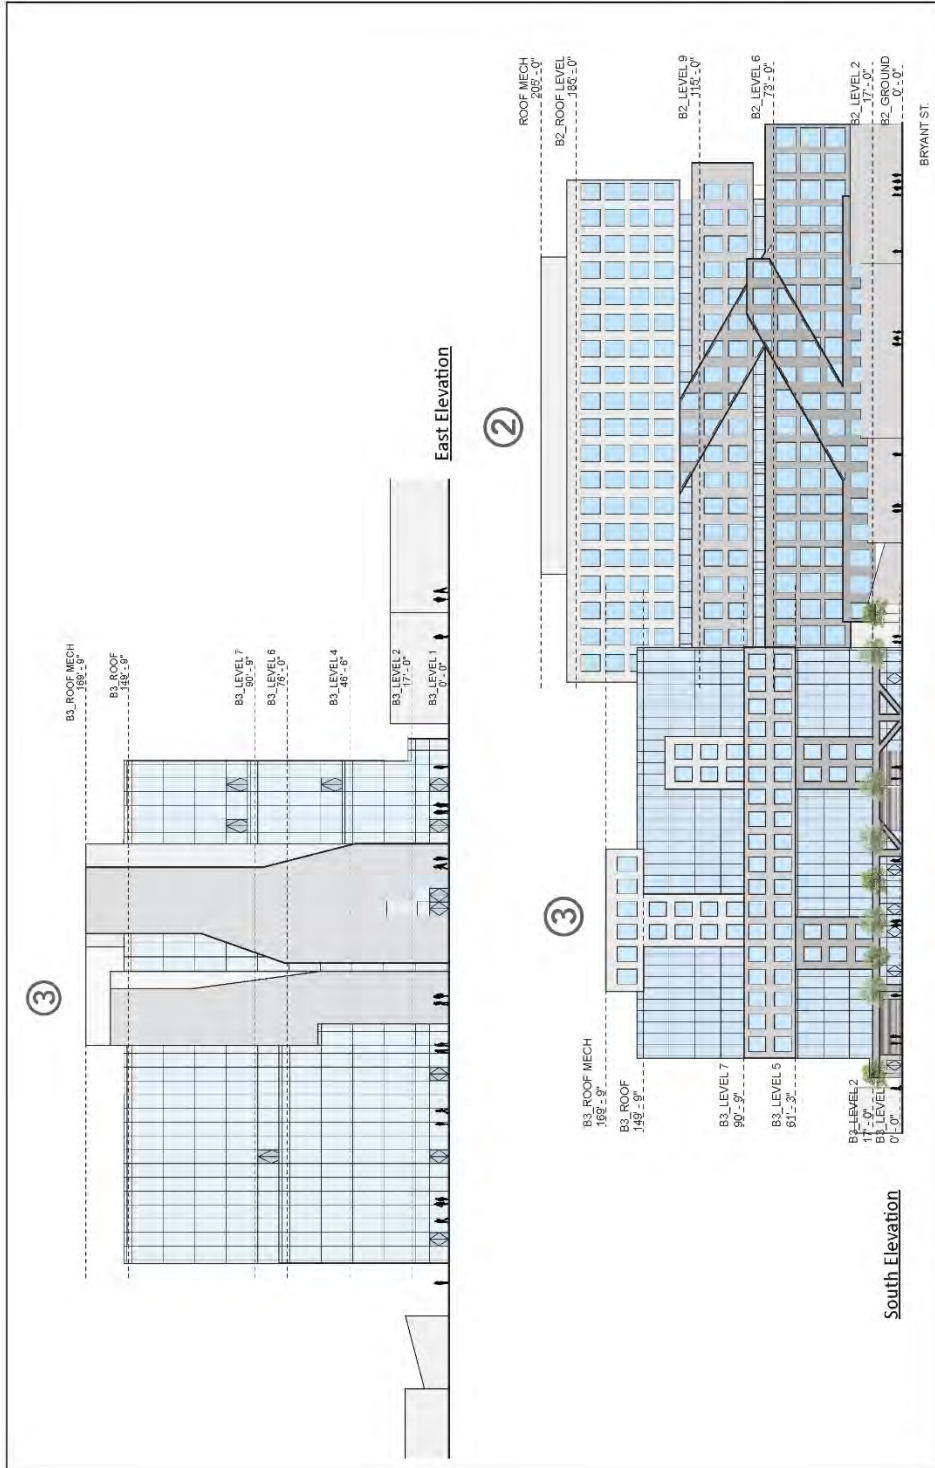 ③
B3_ROOF MECH
169' - 9"
B3_ROOF
149' - 9"
B3_LEVEL 7
90' - 9"
B3_LEVEL 6
76' - 0"
B3_LEVEL 4
46' - 6"
B3_LEVEL 2
17' - 0"
B3_LEVEL 1
0' - 0"
East Elevation
B3_ROOF MECH
169' - 9"
B3_ROOF
149' - 9"
B3_LEVEL 7
90' - 9"
B3_LEVEL 5
61' - 3"
B3_LEVEL 2
17' - 0"
B3_LEVEL
0' - 0"
③
②
ROOF MECH
205' - 0"
B2_ROOF LEVEL
185' - 0"
B2_LEVEL 9
115' - 0"
B2_LEVEL 6
73' - 0"
B2_LEVEL 2
17' - 0"
B2_GROUND
0' - 0"
BRYANT ST.
South Elevation